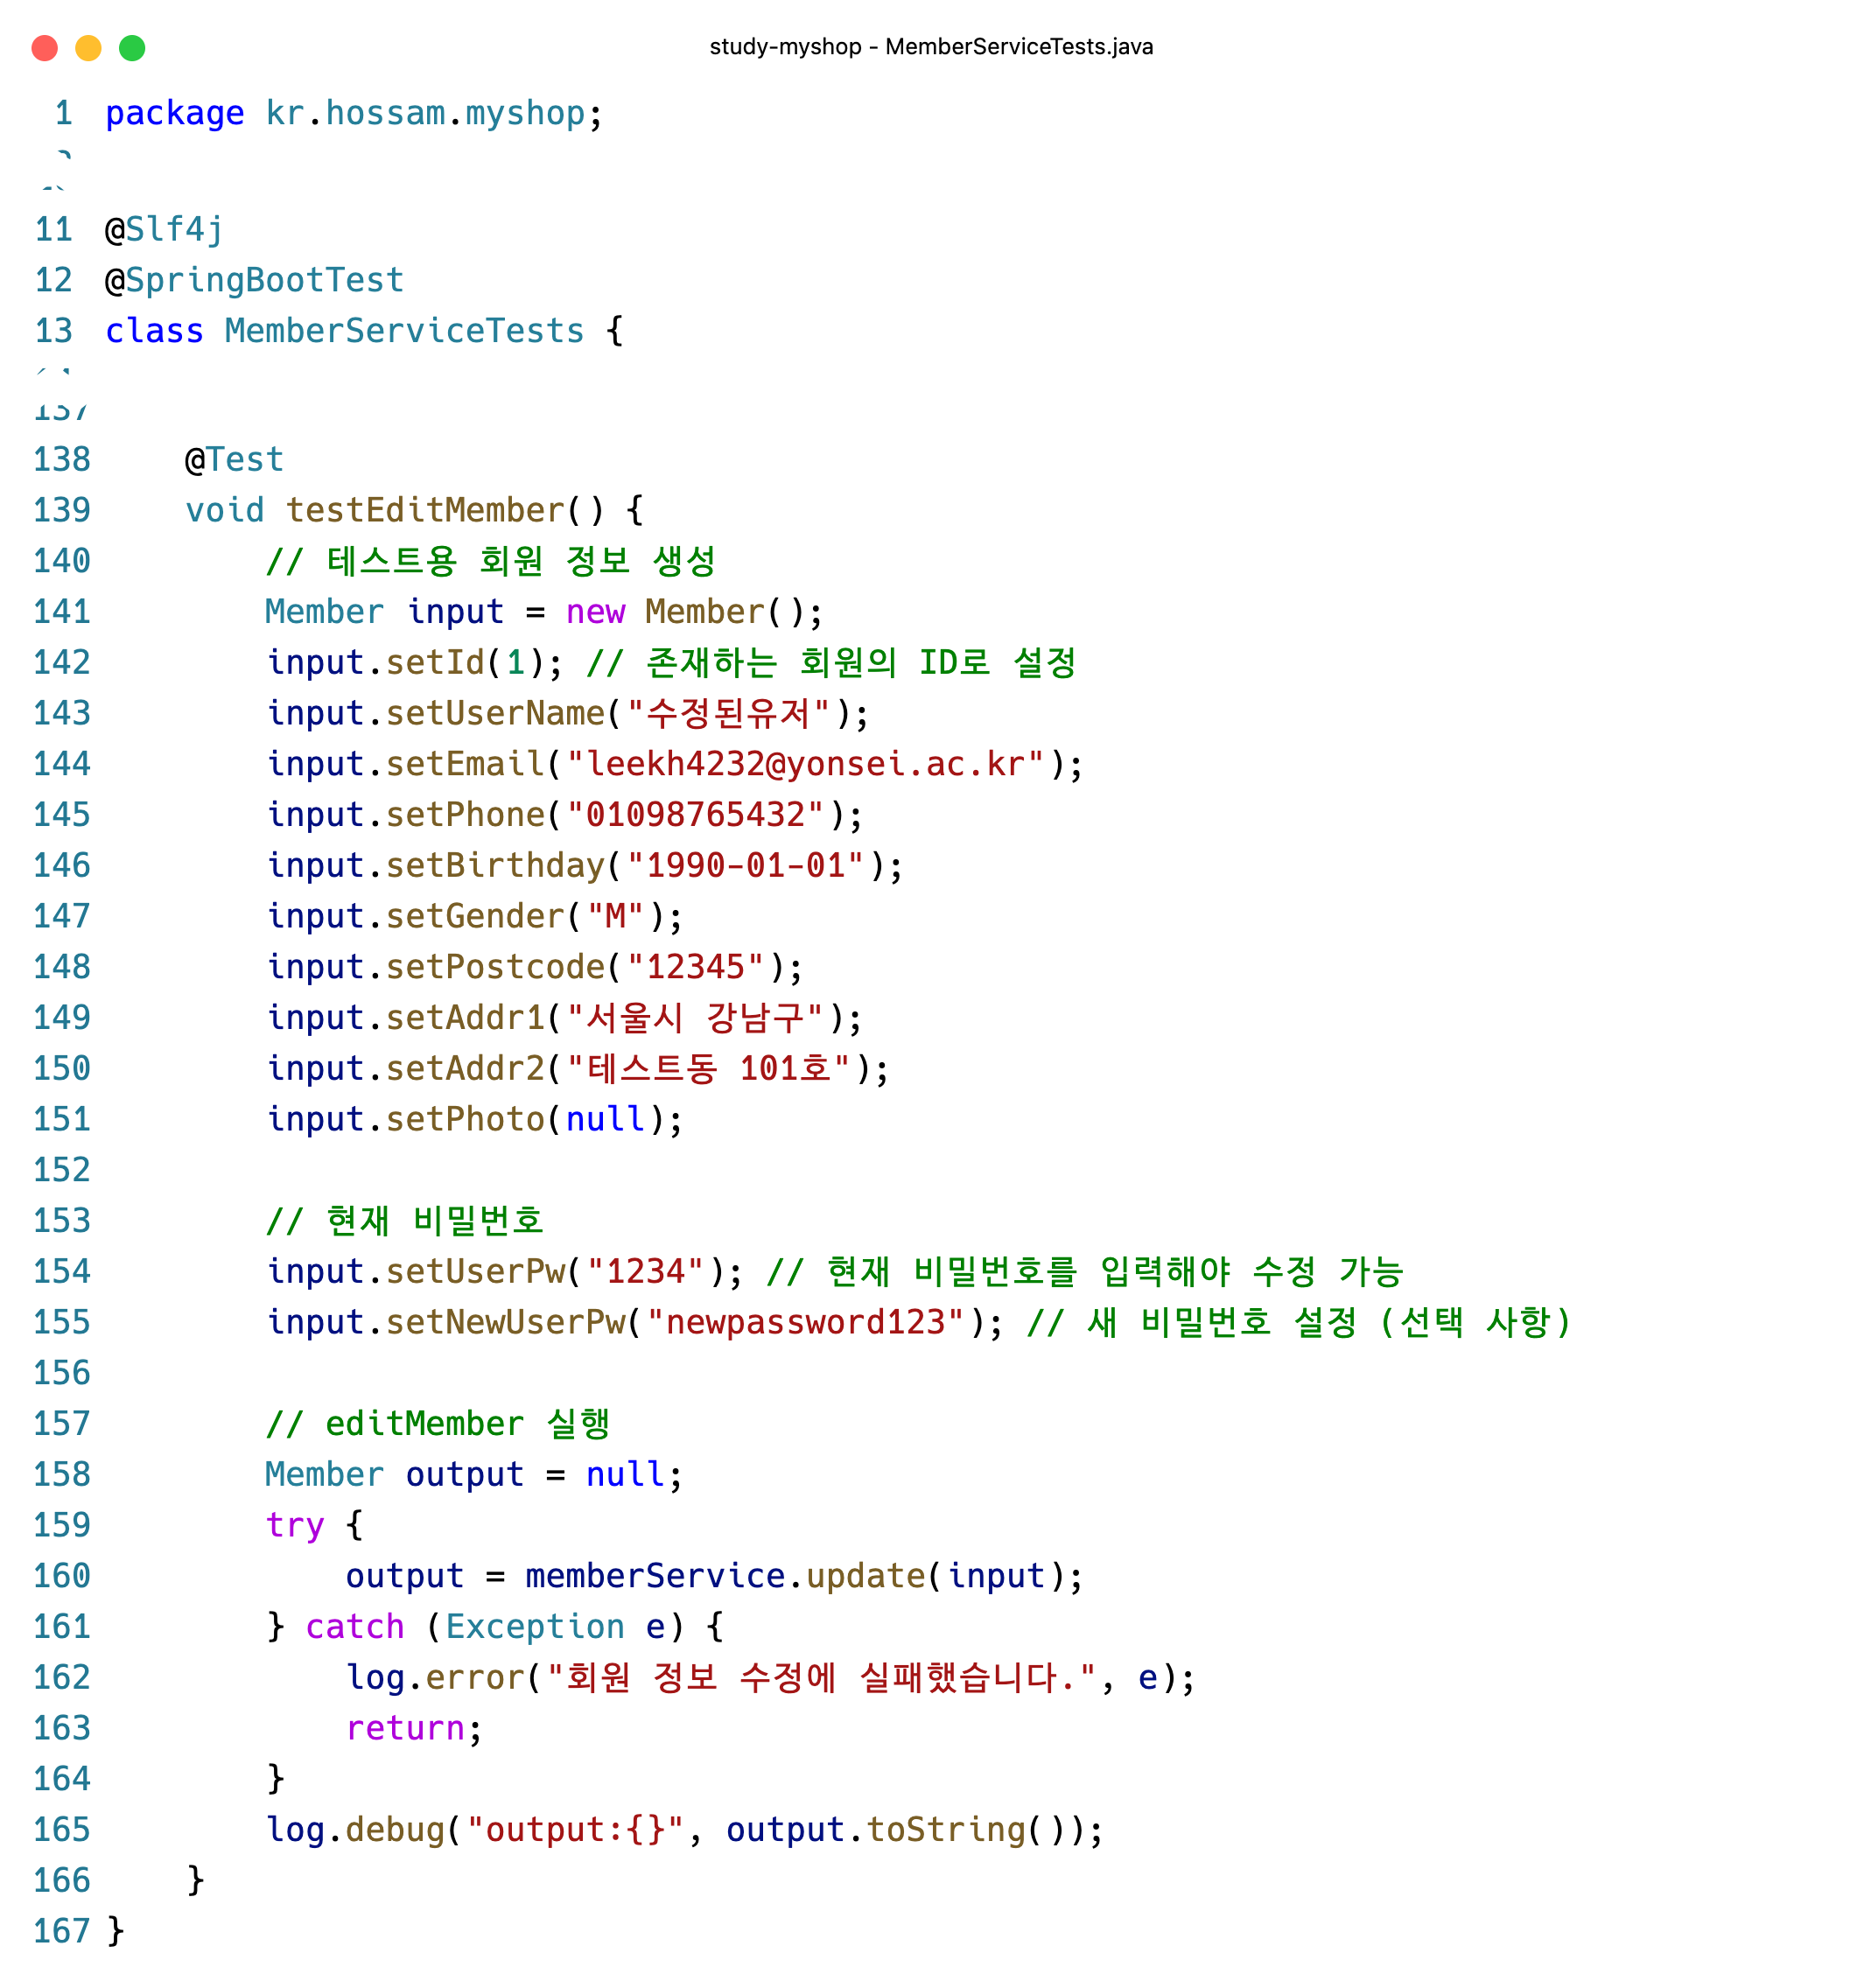 study-myshop - MemberServiceTests.java
1 package kr.hossam.myshop;
11 @Slf4j
12 @SpringBootTest
13 class MemberServiceTests {
137
138     @Test
139     void testEditMember() {
140         // 테스트용 회원 정보 생성
141         Member input = new Member();
142         input.setId(1); // 존재하는 회원의 ID로 설정
143         input.setUserName("수정된유저");
144         input.setEmail("leekh4232@yonsei.ac.kr");
145         input.setPhone("01098765432");
146         input.setBirthday("1990-01-01");
147         input.setGender("M");
148         input.setPostcode("12345");
149         input.setAddr1("서울시 강남구");
150         input.setAddr2("테스트동 101호");
151         input.setPhoto(null);
152
153         // 현재 비밀번호
154         input.setUserPw("1234"); // 현재 비밀번호를 입력해야 수정 가능
155         input.setNewUserPw("newpassword123"); // 새 비밀번호 설정 (선택 사항)
156
157         // editMember 실행
158         Member output = null;
159         try {
160             output = memberService.update(input);
161         } catch (Exception e) {
162             log.error("회원 정보 수정에 실패했습니다.", e);
163             return;
164         }
165         log.debug("output:{}", output.toString());
166     }
167 }